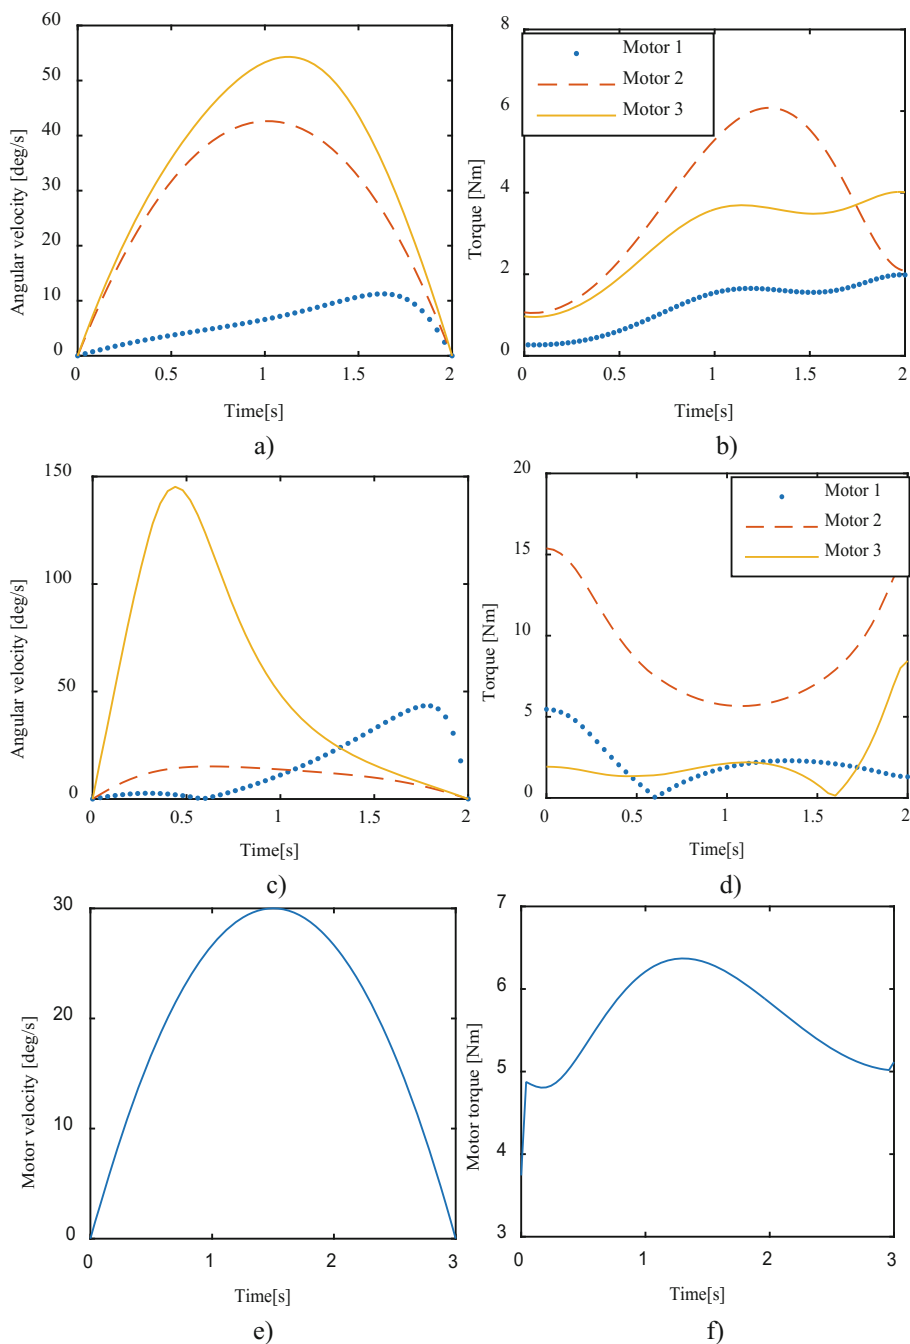 60
50
40
30
20
10
0
Angular velocity [deg/s]
0
0.5
1
1.5
2
Time[s]
a)
8
6
4
2
0
Torque [Nm]
Motor 1
Motor 2
Motor 3
0
0.5
1
1.5
2
Time[s]
b)
150
100
50
0
Angular velocity [deg/s]
0
0.5
1
1.5
2
Time[s]
c)
20
15
10
5
0
Torque [Nm]
Motor 1
Motor 2
Motor 3
0
0.5
1
1.5
2
Time[s]
d)
30
20
10
0
Motor velocity [deg/s]
0
1
2
3
Time[s]
e)
7
6
5
4
3
Motor torque [Nm]
0
1
2
3
Time[s]
f)